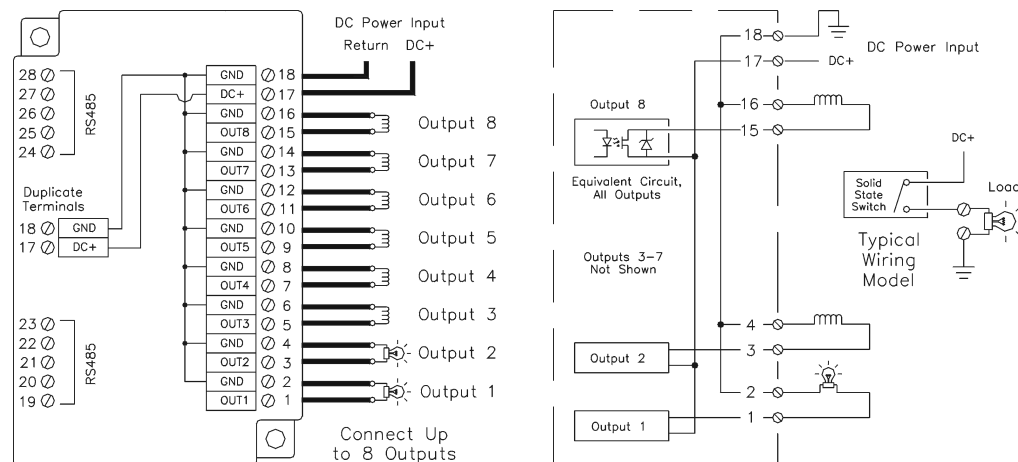 DC Power Input
Return DC+
28
27
26
25
24
RS485
Duplicate
Terminals
18 GND
17 DC+
23
22
21
20
19
RS485
GND 18
DC+ 17
GND 16
OUT8 15
GND 14
OUT7 13
GND 12
OUT6 11
GND 10
OUT5 9
GND 8
OUT4 7
GND 6
OUT3 5
GND 4
OUT2 3
GND 2
OUT1 1
Output 8
Output 7
Output 6
Output 5
Output 4
Output 3
Output 2
Output 1
Connect Up
to 8 Outputs
18
17 DC+
DC Power Input
16
15
Output 8
Equivalent Circuit,
All Outputs
Outputs 3-7
Not Shown
DC+
Solid
State
Switch
Load
Typical
Wiring
Model
4
3
Output 2
2
1
Output 1